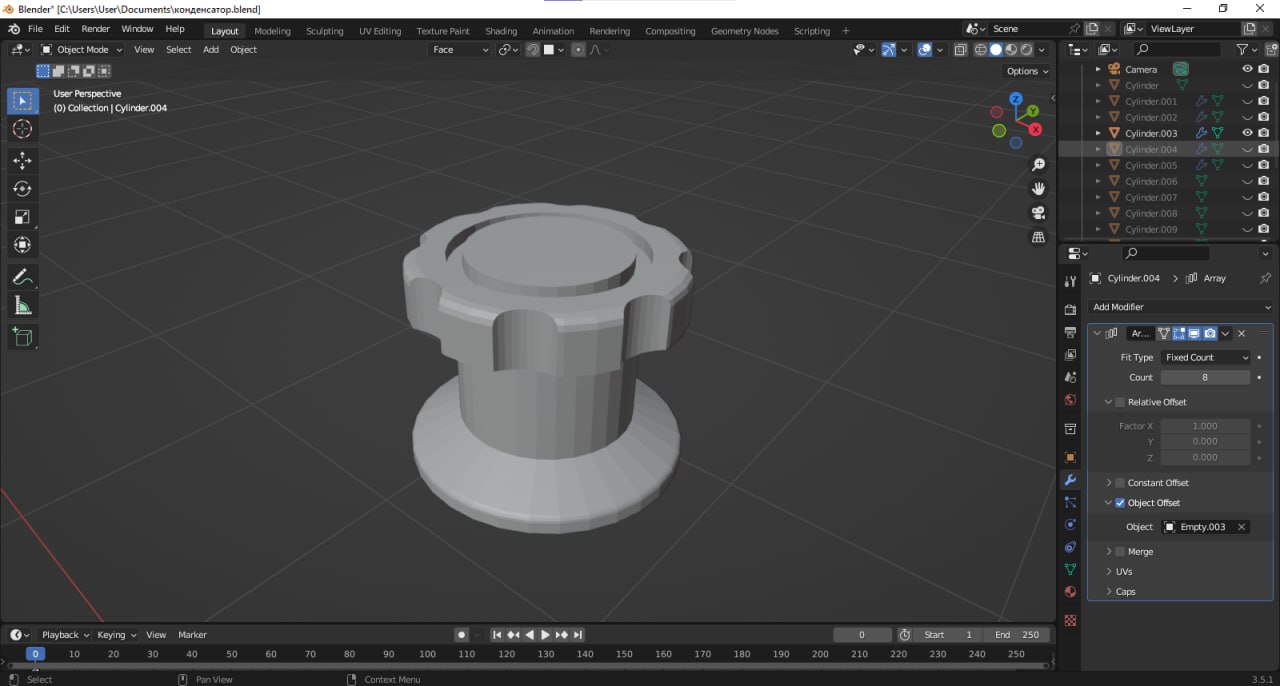 Blender* [C:\Users\User\Documents\конденсатор.blend]
File Edit Render Window Help Layout Modeling Sculpting UV Editing Texture Paint Shading Animation Rendering Compositing Geometry Nodes Scripting + Scene ViewLayer
Object Mode View Select Add Object Face
Options
User Perspective
(0) Collection | Cylinder.004
Z
Y
X
Camera
Cylinder
Cylinder.001
Cylinder.002
Cylinder.003
Cylinder.004
Cylinder.005
Cylinder.006
Cylinder.007
Cylinder.008
Cylinder.009
Cylinder.004 > Array
Add Modifier
Ar...
Fit Type Fixed Count
Count 8
Relative Offset
Factor X 1.000
Y 0.000
Z 0.000
Constant Offset
Object Offset
Object Empty.003
Merge
UVs
Caps
Playback Keying View Marker 0 Start 1 End 250
0 10 20 30 40 50 60 70 80 90 100 110 120 130 140 150 160 170 180 190 200 210 220 230 240 250
Select Pan View Context Menu 3.5.1